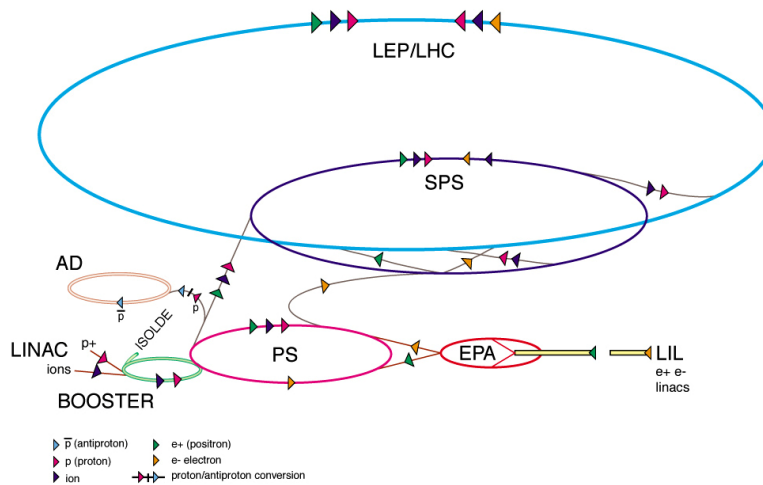 LEP/LHC
SPS
AD
p̅
p
ISOLDE
LINAC
p+
ions
BOOSTER
PS
EPA
LIL
e+ e-
linacs
p̅ (antiproton)
p (proton)
ion
e+ (positron)
e- electron
proton/antiproton conversion